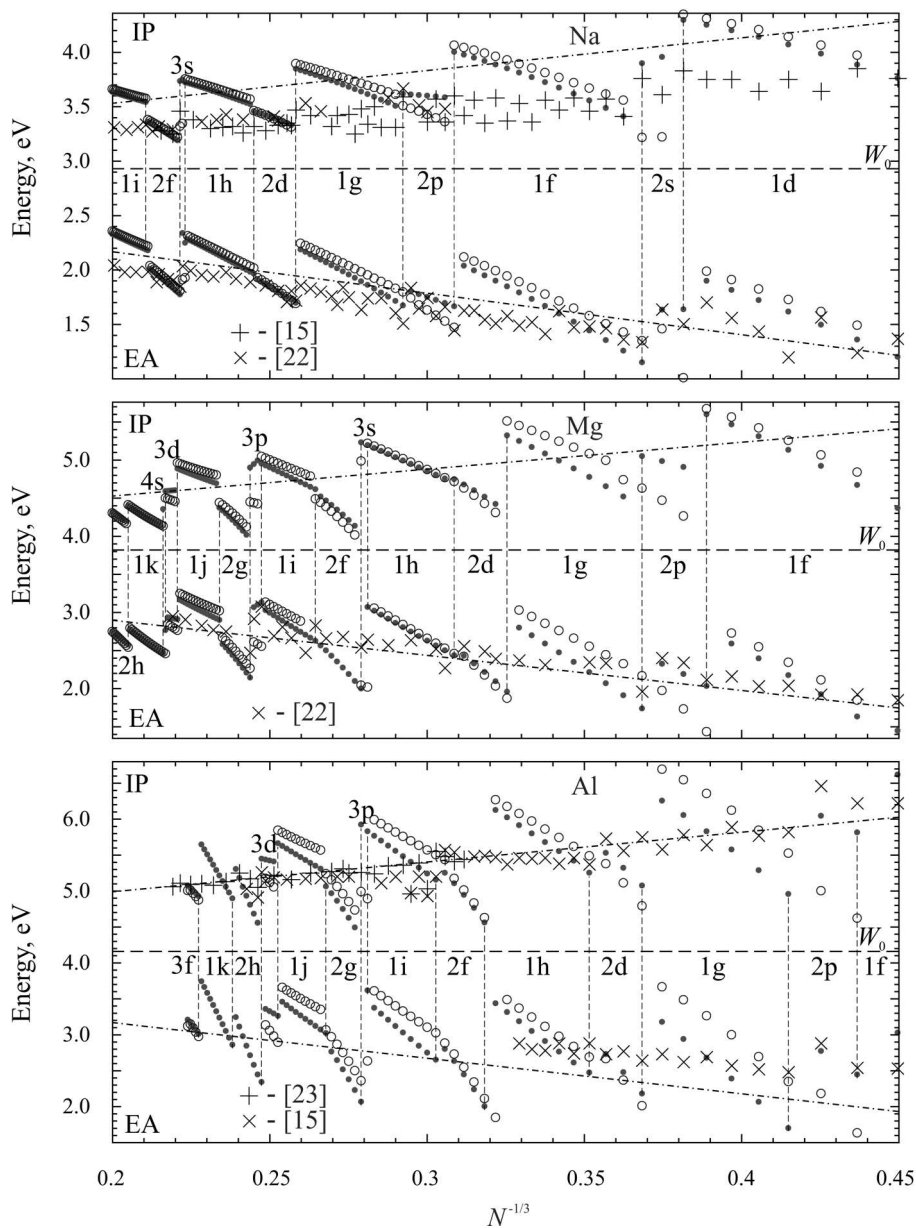 IP
Na
3s
4.0
3.5
3.0
Energy, eV
W₀
1i 2f 1h 2d 1g 2p 1f 2s 1d
2.5
2.0
1.5
+ - [15]
× - [22]
EA
IP
Mg
3d
3p
3s
4s
5.0
4.0
Energy, eV
W₀
1k 1j 2g 1i 2f 1h 2d 1g 2p 1f
3.0
2h
2.0
× - [22]
EA
IP
Al
3d
3p
6.0
5.0
4.0
Energy, eV
W₀
3f 1k 2h 1j 2g 1i 2f 1h 2d 1g 2p 1f
3.0
2.0
+ - [23]
× - [15]
EA
0.2 0.25 0.3 0.35 0.4 0.45
N⁻¹/³